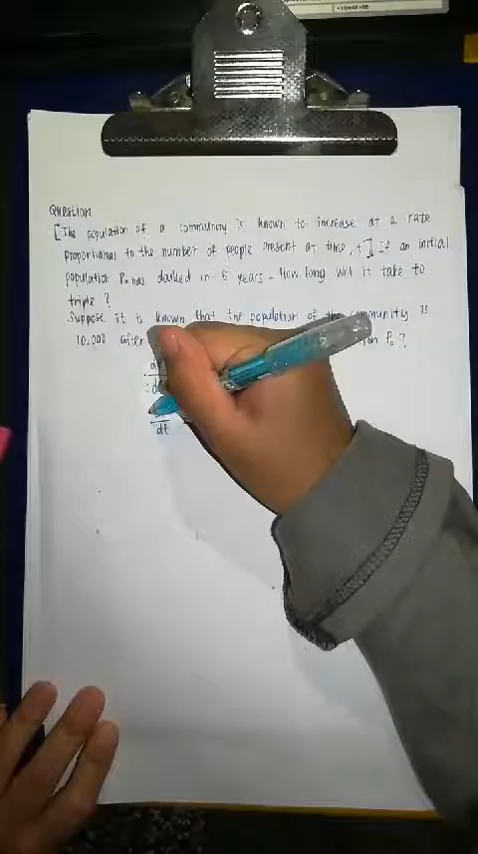 Question
[The population of a community is known to increase at a rate
proportional to the number of people present at time, t] If an initial
population P₀ has doubled in 5 years. How long will it take to
triple?
Suppose it is known that the population of the community is
10,000 after P₀?
dt